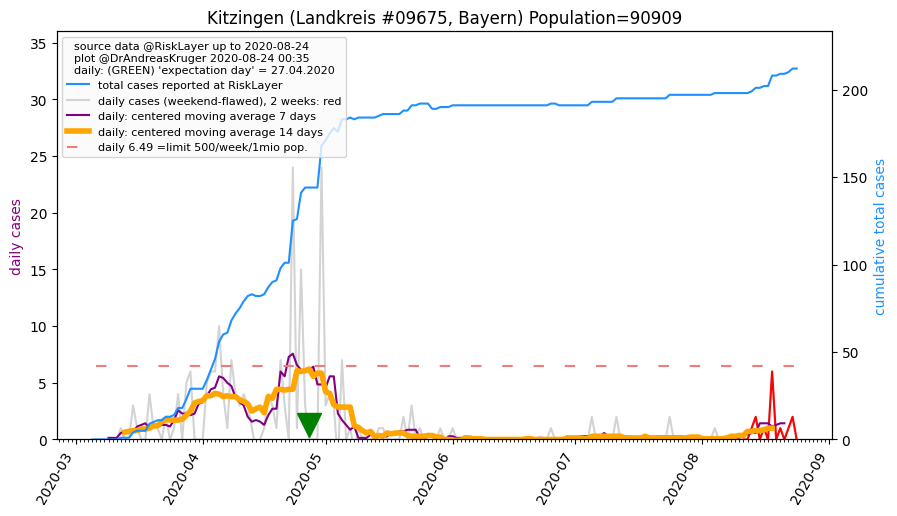 Kitzingen (Landkreis #09675, Bayern) Population=90909
source data @RiskLayer up to 2020-08-24
plot @DrAndreasKruger 2020-08-24 00:35
daily: (GREEN) 'expectation day' = 27.04.2020
total cases reported at RiskLayer
daily cases (weekend-flawed), 2 weeks: red
daily: centered moving average 7 days
daily: centered moving average 14 days
daily 6.49 =limit 500/week/1mio pop.
daily cases
35
30
25
20
15
10
5
0
cumulative total cases
200
150
100
50
0
2020-03
2020-04
2020-05
2020-06
2020-07
2020-08
2020-09